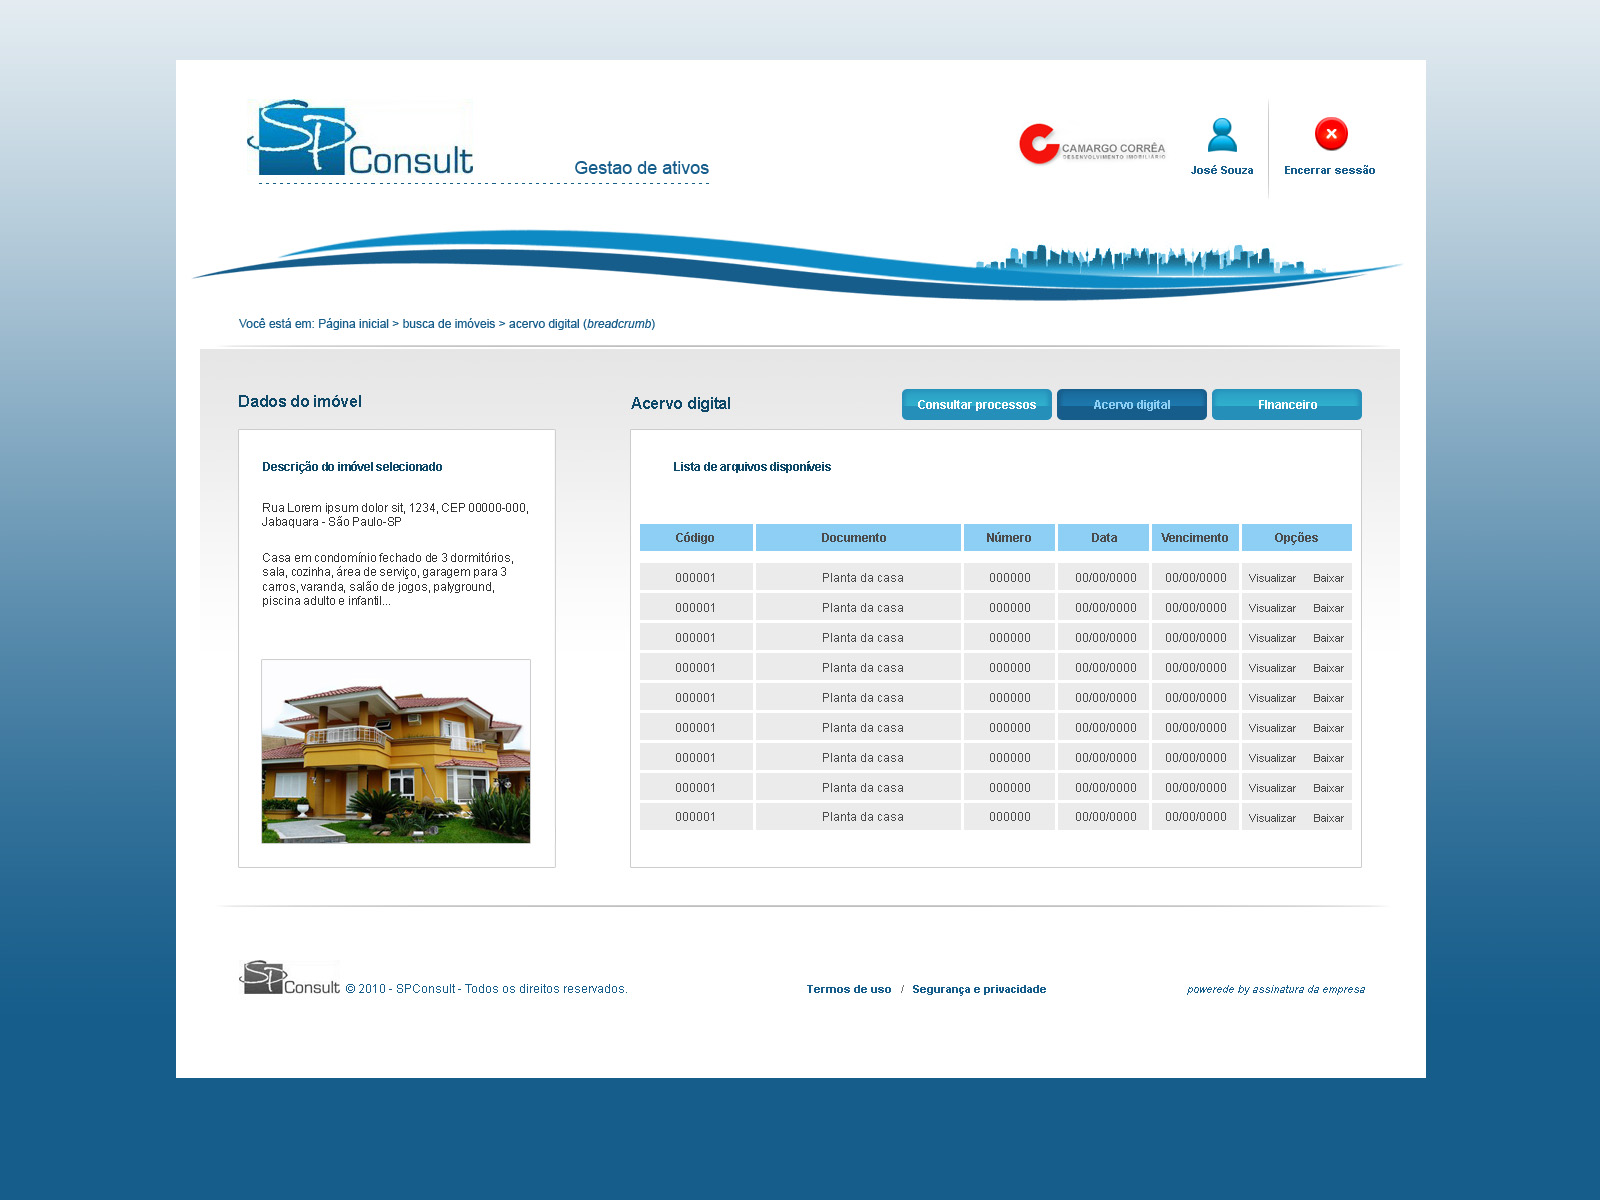 SP Consult
Gestao de ativos
CAMARGO CORRÊA
DESENVOLVIMENTO IMOBILIÁRIO
José Souza
Encerrar sessão
Você está em: Página inicial > busca de imóveis > acervo digital (breadcrumb)
Dados do imóvel
Acervo digital
Consultar processos
Acervo digital
FInanceiro
Descrição do imóvel selecionado
Rua Lorem ipsum dolor sit, 1234, CEP 00000-000,
Jabaquara - São Paulo-SP
Casa em condomínio fechado de 3 dormitórios,
sala, cozinha, área de serviço, garagem para 3
carros, varanda, salão de jogos, palyground,
piscina adulto e infantil...
Lista de arquivos disponíveis
Código Documento Número Data Vencimento Opções
000001 Planta da casa 000000 00/00/0000 00/00/0000 Visualizar Baixar
000001 Planta da casa 000000 00/00/0000 00/00/0000 Visualizar Baixar
000001 Planta da casa 000000 00/00/0000 00/00/0000 Visualizar Baixar
000001 Planta da casa 000000 00/00/0000 00/00/0000 Visualizar Baixar
000001 Planta da casa 000000 00/00/0000 00/00/0000 Visualizar Baixar
000001 Planta da casa 000000 00/00/0000 00/00/0000 Visualizar Baixar
000001 Planta da casa 000000 00/00/0000 00/00/0000 Visualizar Baixar
000001 Planta da casa 000000 00/00/0000 00/00/0000 Visualizar Baixar
000001 Planta da casa 000000 00/00/0000 00/00/0000 Visualizar Baixar
SP Consult © 2010 - SPConsult - Todos os direitos reservados.
Termos de uso / Segurança e privacidade
powerede by assinatura da empresa